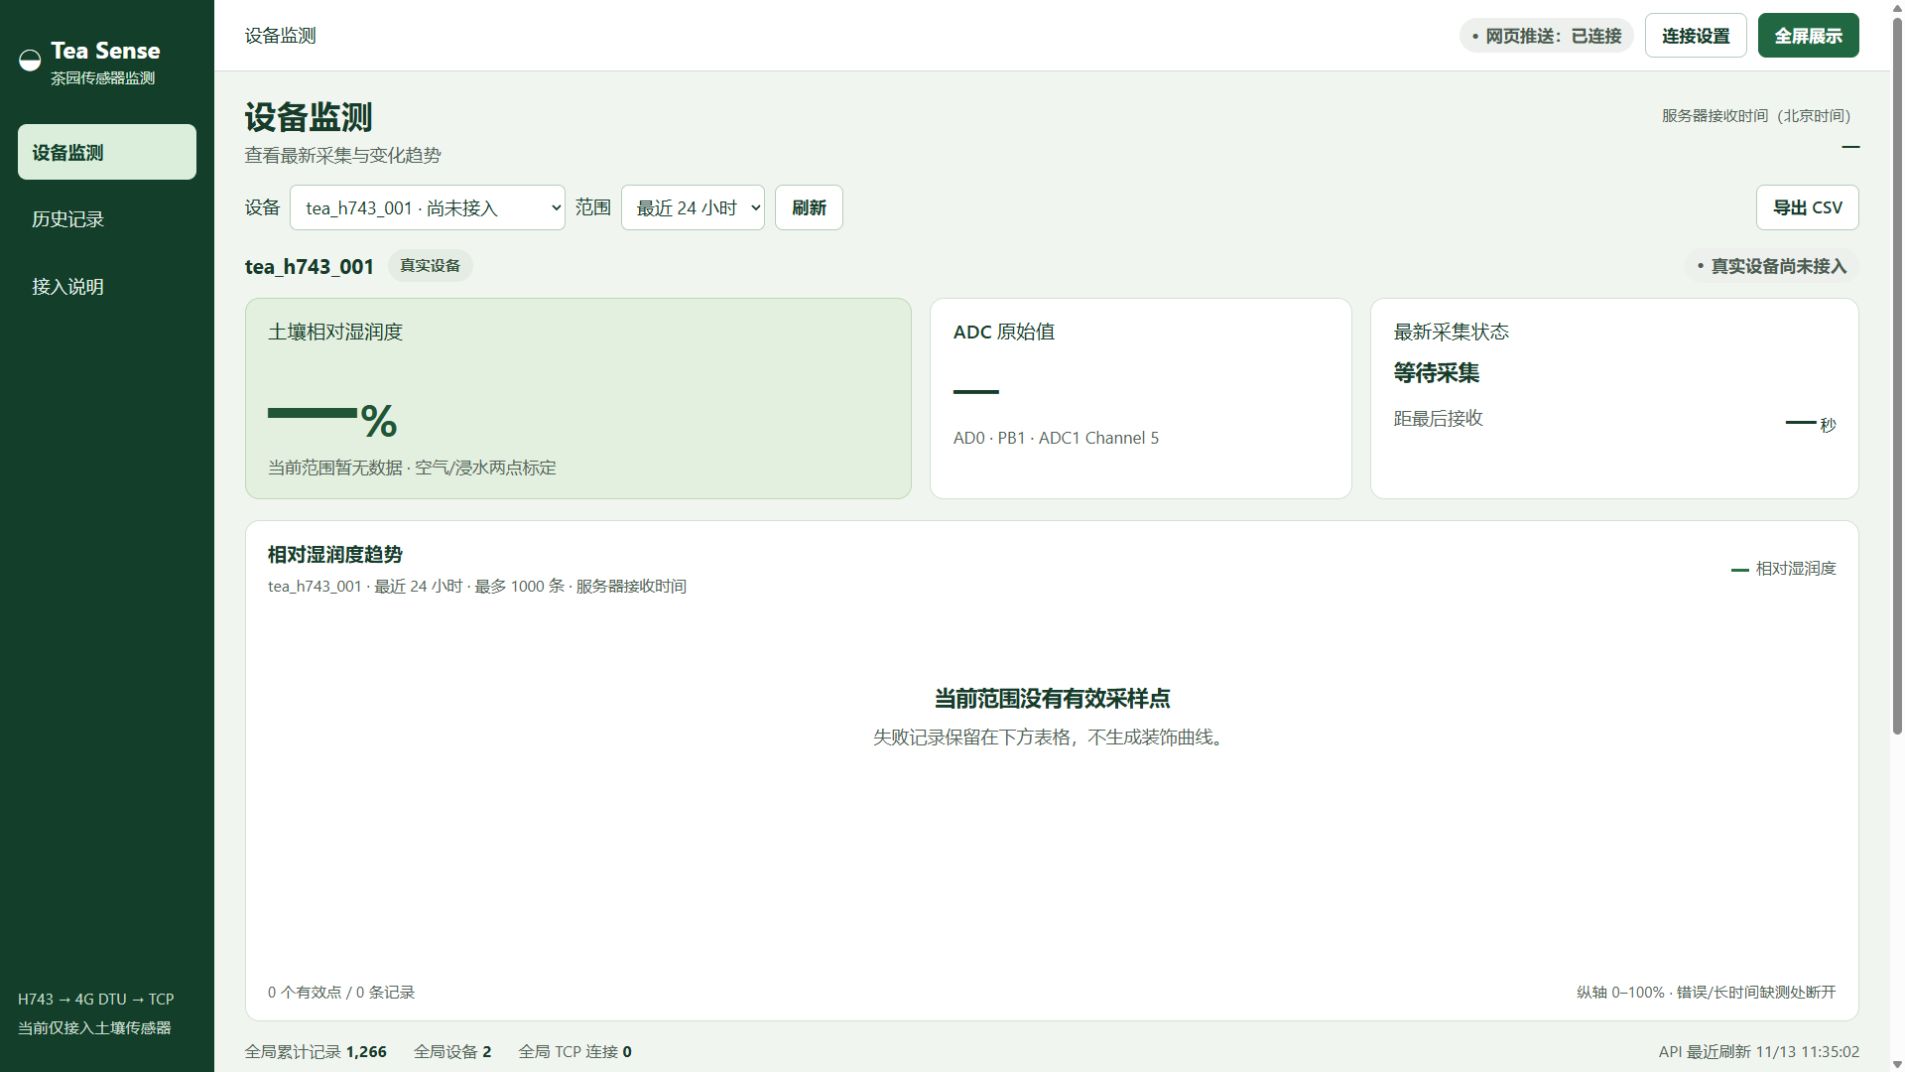 Tea Sense
茶园传感器监测
设备监测
历史记录
接入说明
H743 → 4G DTU → TCP
当前仅接入土壤传感器
设备监测
• 网页推送：已连接
连接设置
全屏展示
设备监测
查看最新采集与变化趋势
服务器接收时间（北京时间）
—
设备
tea_h743_001 · 尚未接入
范围
最近 24 小时
刷新
导出 CSV
tea_h743_001
真实设备
• 真实设备尚未接入
土壤相对湿润度
—%
当前范围暂无数据 · 空气/浸水两点标定
ADC 原始值
—
AD0 · PB1 · ADC1 Channel 5
最新采集状态
等待采集
距最后接收
— 秒
相对湿润度趋势
tea_h743_001 · 最近 24 小时 · 最多 1000 条 · 服务器接收时间
相对湿润度
当前范围没有有效采样点
失败记录保留在下方表格，不生成装饰曲线。
0 个有效点 / 0 条记录
纵轴 0–100% · 错误/长时间缺测处断开
全局累计记录 1,266
全局设备 2
全局 TCP 连接 0
API 最近刷新 11/13 11:35:02